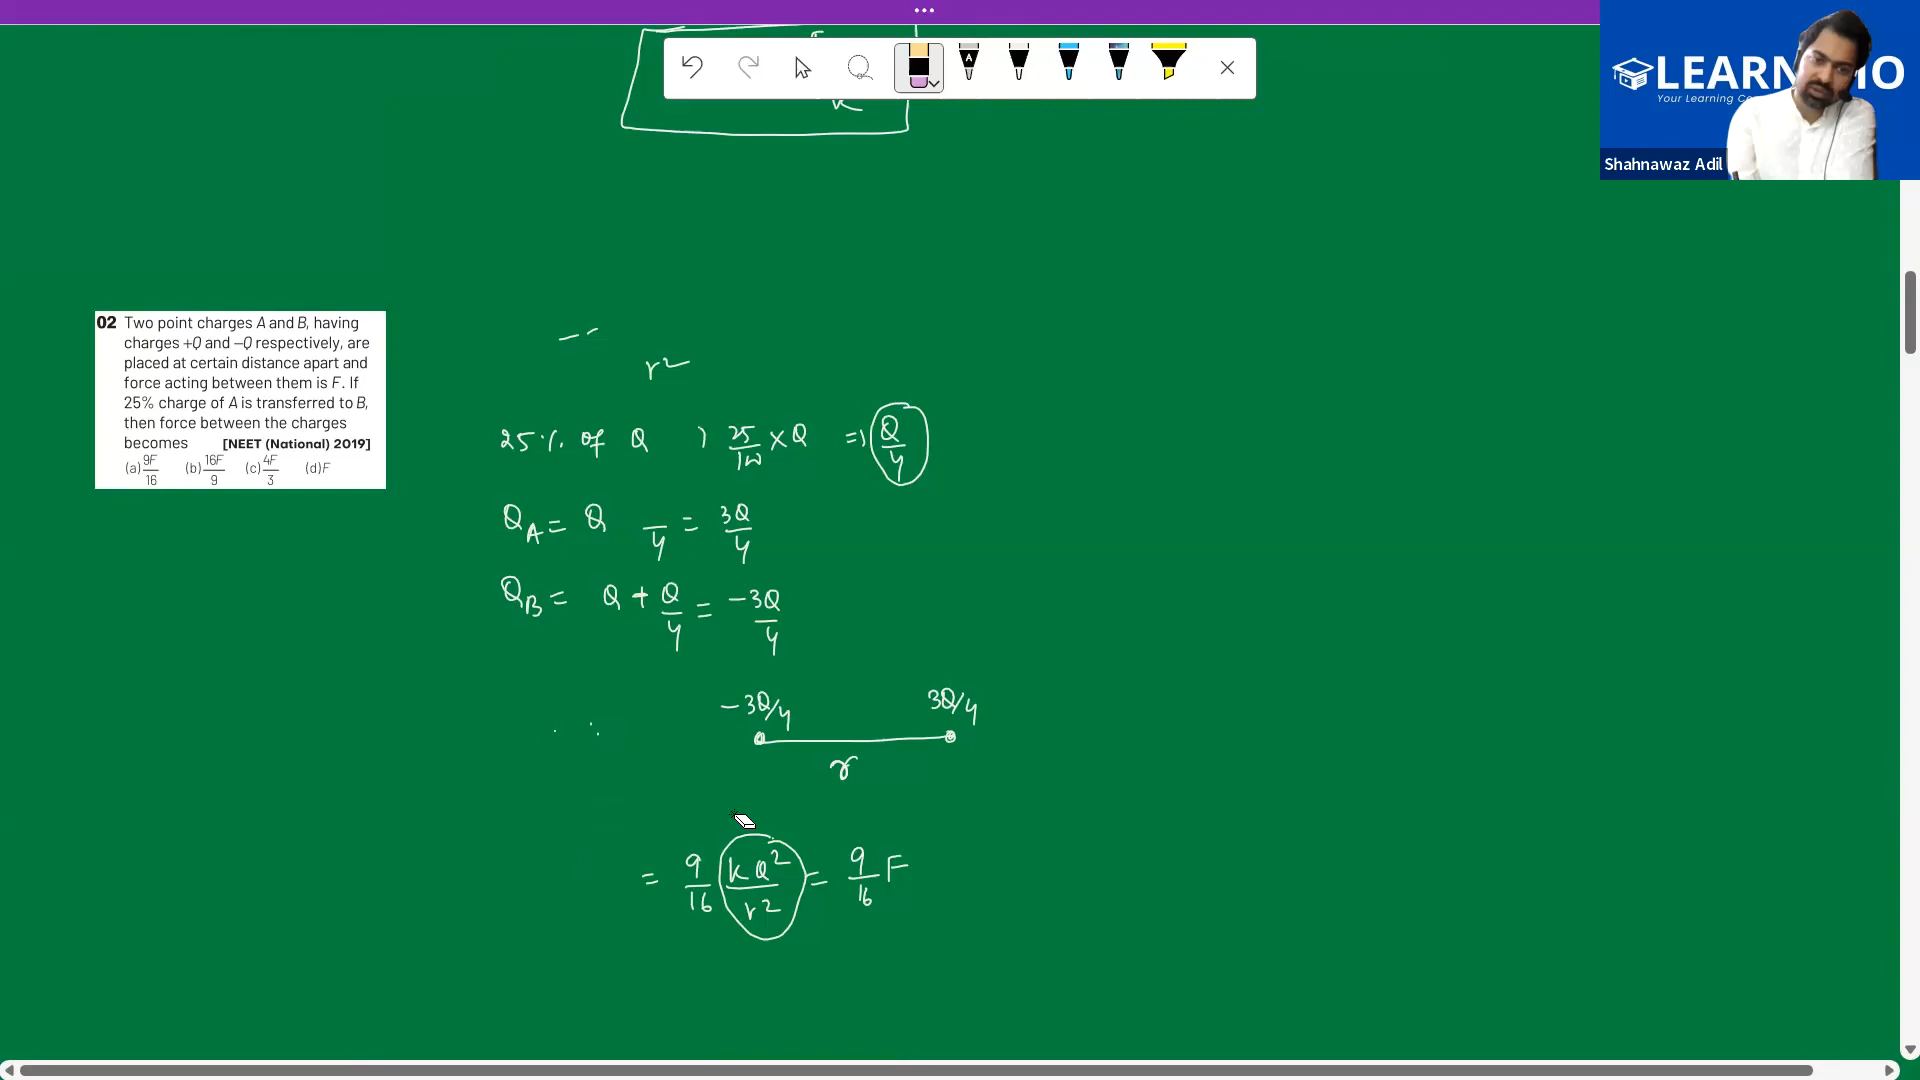 LEARN IO
Your Learning Co
Shahnawaz Adil
02 Two point charges A and B, having
charges +Q and –Q respectively, are
placed at certain distance apart and
force acting between them is F. If
25% charge of A is transferred to B,
then force between the charges
becomes [NEET (National) 2019]
(a) 9F/16 (b) 16F/9 (c) 4F/3 (d) F
r²
25% of Q 25/100 × Q ⇒ Q/4
Q_A = Q /4 = 3Q/4
Q_B = Q + Q/4 = -3Q/4
-3Q/4 3Q/4
r
= 9/16 kQ²/r² = 9/16 F